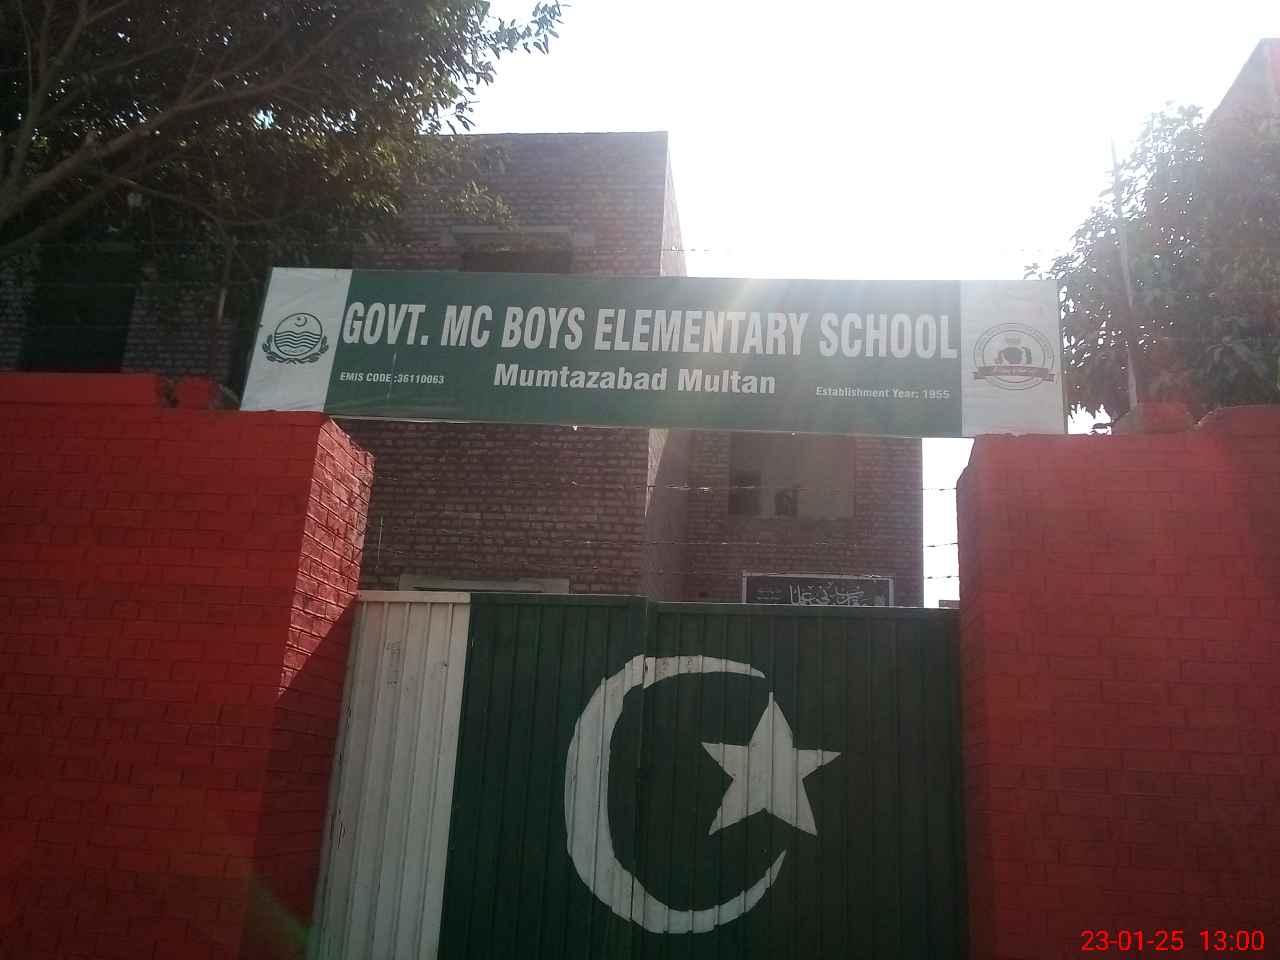 GOVT. MC BOYS ELEMENTARY SCHOOL
EMIS CODE :36110063
Mumtazabad Multan
Establishment Year: 1955
23-01-25 13:00